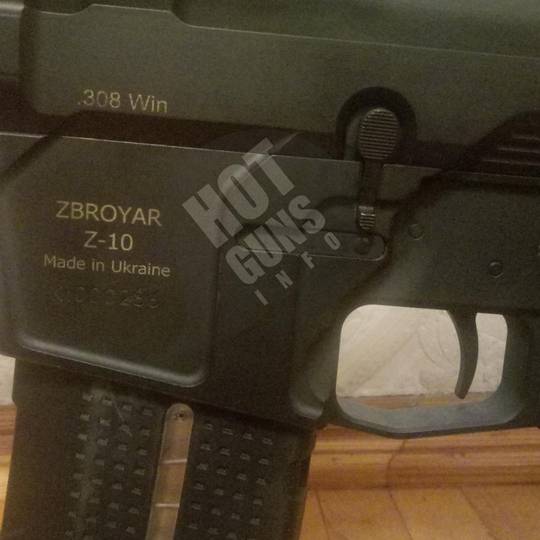 .308 Win
ZBROYAR
Z-10
Made in Ukraine
HOT
GUNS
INFO